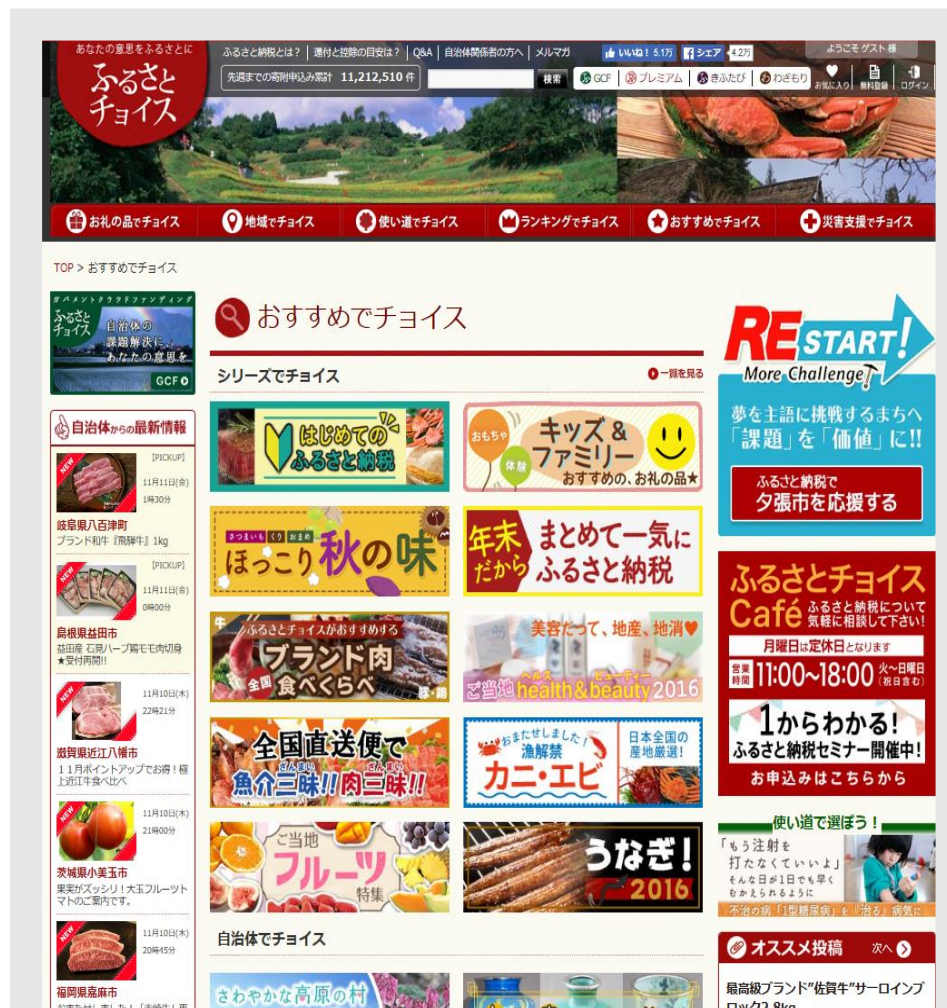 あなたの意思をふるさとに
ふるさと
チョイス
ふるさと納税とは？ | 還付と控除の目安は？ | Q&A | 自治体関係者の方へ | メルマガ
いいね！ 5.1万
シェア 4.2万
ようこそ ゲスト 様
先週までの寄附申込み累計 11,212,510 件
検索
GCF | プレミアム | きふたび | わざもり
お気に入り | 無料登録 | ログイン
お礼の品でチョイス
地域でチョイス
使い道でチョイス
ランキングでチョイス
おすすめでチョイス
災害支援でチョイス
TOP > おすすめでチョイス
ガバメントクラウドファンディング
ふるさと
チョイス
自治体の
課題解決に、
あなたの意思を
GCF
自治体からの最新情報
NEW
[PICKUP]
11月11日(金)
1時30分
岐阜県八百津町
ブランド和牛『飛騨牛』1kg
NEW
[PICKUP]
11月11日(金)
0時00分
島根県益田市
益田産 石見ハーブ鶏モモ肉切身
★受付再開!!
NEW
11月10日(木)
22時21分
滋賀県近江八幡市
１１月ポイントアップでお得！極
上近江牛食べ比べ
NEW
11月10日(木)
21時00分
茨城県小美玉市
果実がズッシリ！大玉フルーツト
マトのご案内です。
NEW
11月10日(木)
20時45分
福岡県嘉麻市
おすすめでチョイス
シリーズでチョイス
一覧を見る
はじめての
ふるさと納税
おもちゃ
体験
キッズ &
ファミリー
おすすめの、お礼の品★
さつまいも くり おまめ
ほっこり秋の味
年末
だから
まとめて一気に
ふるさと納税
牛
ふるさとチョイスがおすすめする
ブランド肉
全国
食べくらべ
豚・鶏
美容だって、地産、地消♥
ヘルス ビューティー
ご当地 health&beauty 2016
全国直送便で
ざんまい ざんまい
魚介三昧!!肉三昧!!
おまたせしました！
漁解禁
カニ・エビ
日本全国の
産地厳選！
ご当地
フルーツ
特集
うなぎ！
2016
自治体でチョイス
さわやかな高原の村
RESTART!
More Challenge!
夢を主語に挑戦するまちへ
「課題」を「価値」に!!
ふるさと納税で
夕張市を応援する
ふるさとチョイス
Café
ふるさと納税について
気軽に相談して下さい!
月曜日は定休日となります
営業
時間
11:00～18:00
火～日曜日
(祝日含む)
1からわかる!
ふるさと納税セミナー開催中!
お申込みはこちらから
使い道で選ぼう！
「もう注射を
打たなくていいよ」
そんな日が1日でも早く
むかえられるように
不治の病「1型糖尿病」を『治る』病気に
オススメ投稿
次へ
最高級ブランド"佐賀牛"サーロインブ
ロック2.8kg